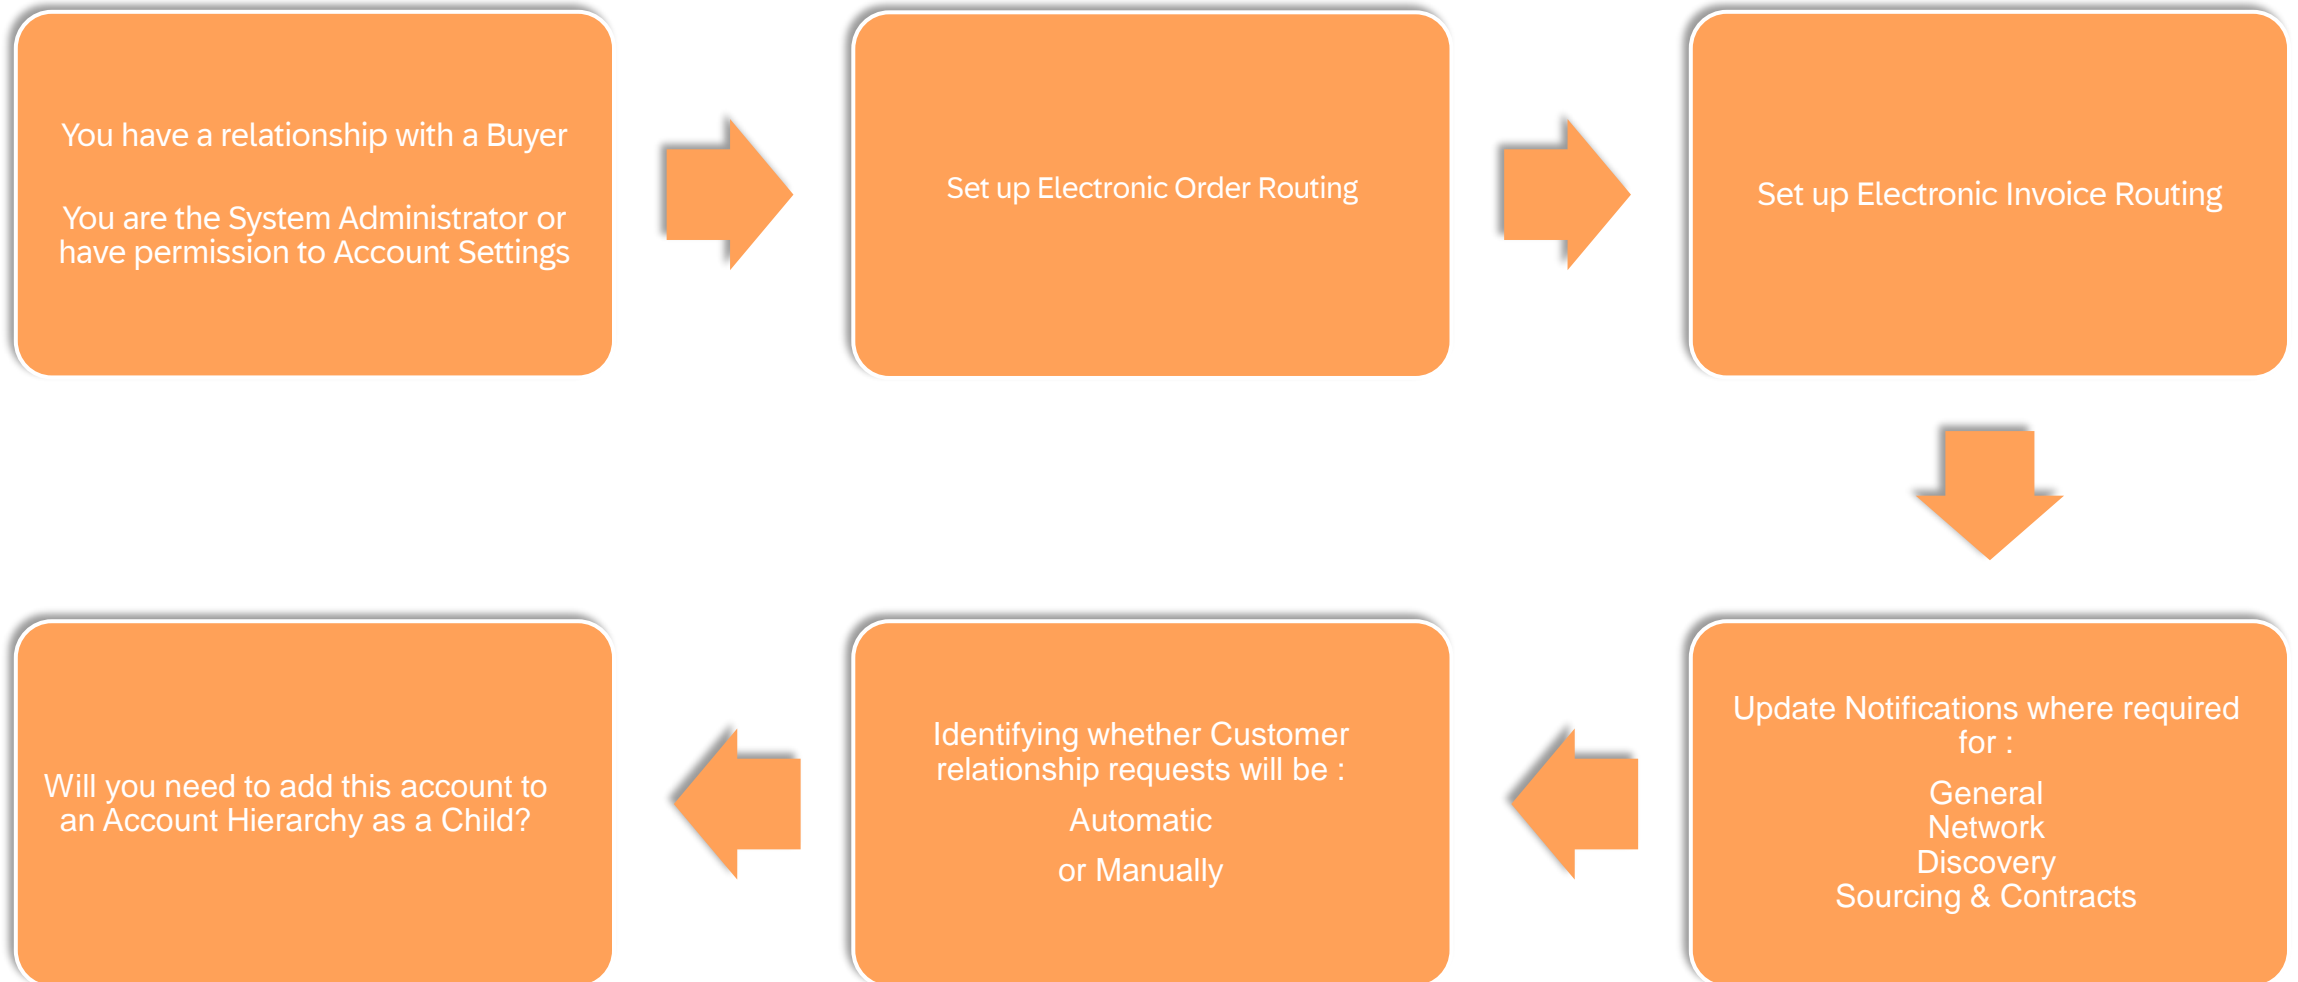 You have a relationship with a Buyer
You are the System Administrator or
have permission to Account Settings
Set up Electronic Order Routing
Set up Electronic Invoice Routing
Update Notifications where required
for :
General
Network
Discovery
Sourcing & Contracts
Identifying whether Customer
relationship requests will be :
Automatic
or Manually
Will you need to add this account to
an Account Hierarchy as a Child?